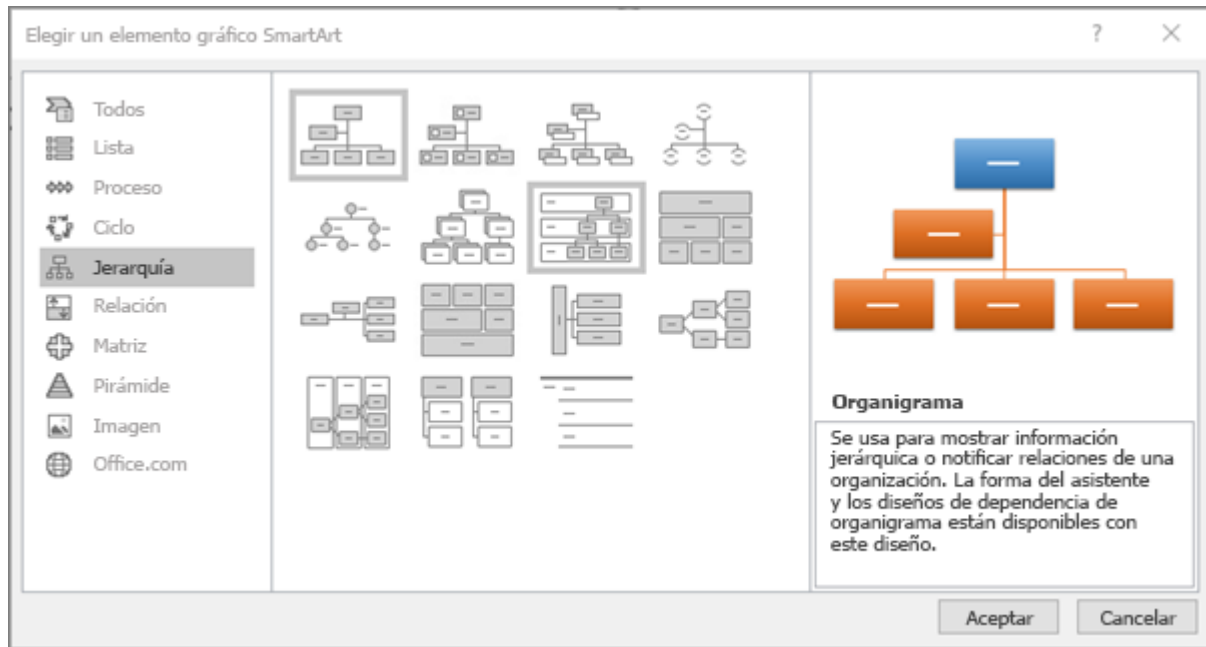 Elegir un elemento gráfico SmartArt
?
Todos
Lista
Proceso
Ciclo
Jerarquía
Relación
Matriz
Pirámide
Imagen
Office.com
Organigrama
Se usa para mostrar información
jerárquica o notificar relaciones de una
organización. La forma del asistente
y los diseños de dependencia de
organigrama están disponibles con
este diseño.
Aceptar
Cancelar